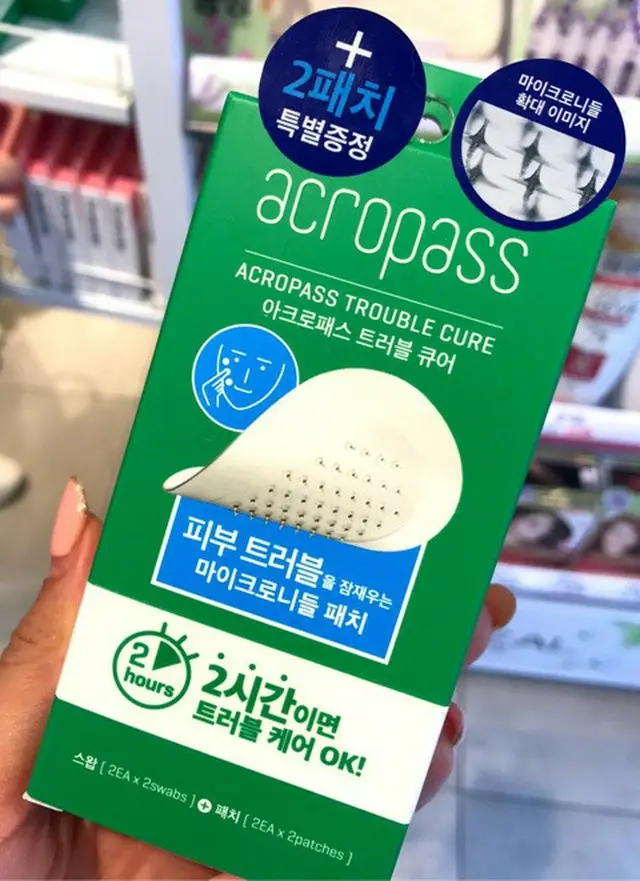 +
2패치
특별증정
마이크로니들
확대 이미지
acropass
ACROPASS TROUBLE CURE
아크로패스 트러블 큐어
피부 트러블을 잠재우는
마이크로니들 패치
2
hours
2시간이면
트러블 케어 OK!
스왑 [ 2EA x 2swabs ] + 패치 [ 2EA x 2patches ]